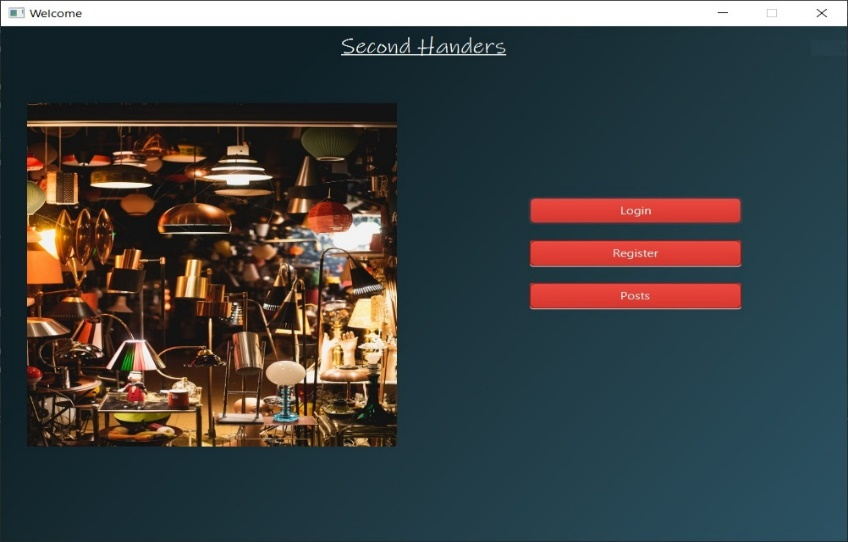 Welcome
Second Handers
Login
Register
Posts